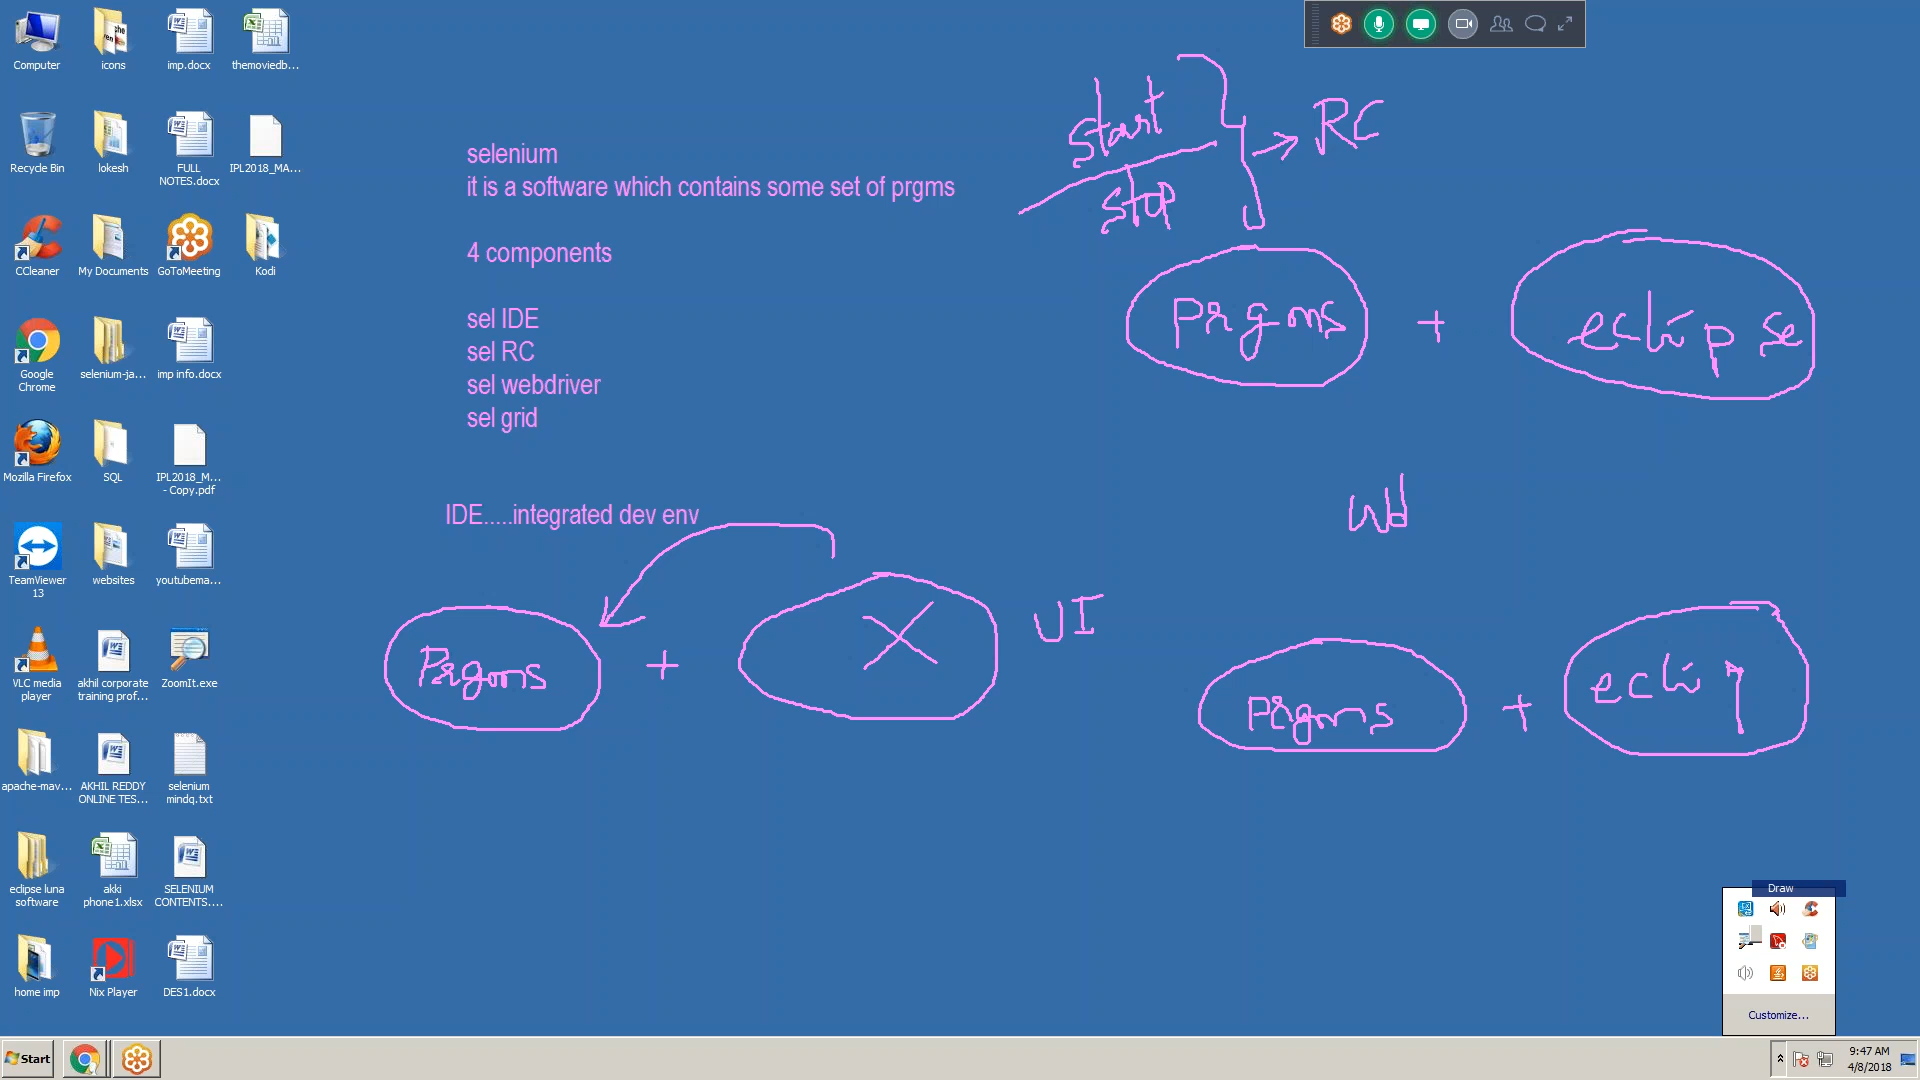 Computer
icons
imp.docx
themoviedb...
Recycle Bin
lokesh
FULL
NOTES.docx
IPL2018_MA...
CCleaner
My Documents
GoToMeeting
Kodi
Google
Chrome
selenium-ja...
imp info.docx
Mozilla Firefox
SQL
IPL2018_M...
- Copy.pdf
TeamViewer
13
websites
youtubema...
VLC media
player
akhil corporate
training prof...
ZoomIt.exe
apache-mav...
AKHIL REDDY
ONLINE TES...
selenium
mindq.txt
eclipse luna
software
akki
phone1.xlsx
SELENIUM
CONTENTS....
home imp
Nix Player
DES1.docx
selenium
it is a software which contains some set of prgms
4 components
sel IDE
sel RC
sel webdriver
sel grid
IDE.....integrated dev env
Prgms + X UI
Start
Stop
RC
Prgms + eclipse
Wd
Prgms + eclip
Draw
Customize...
Start
9:47 AM
4/8/2018